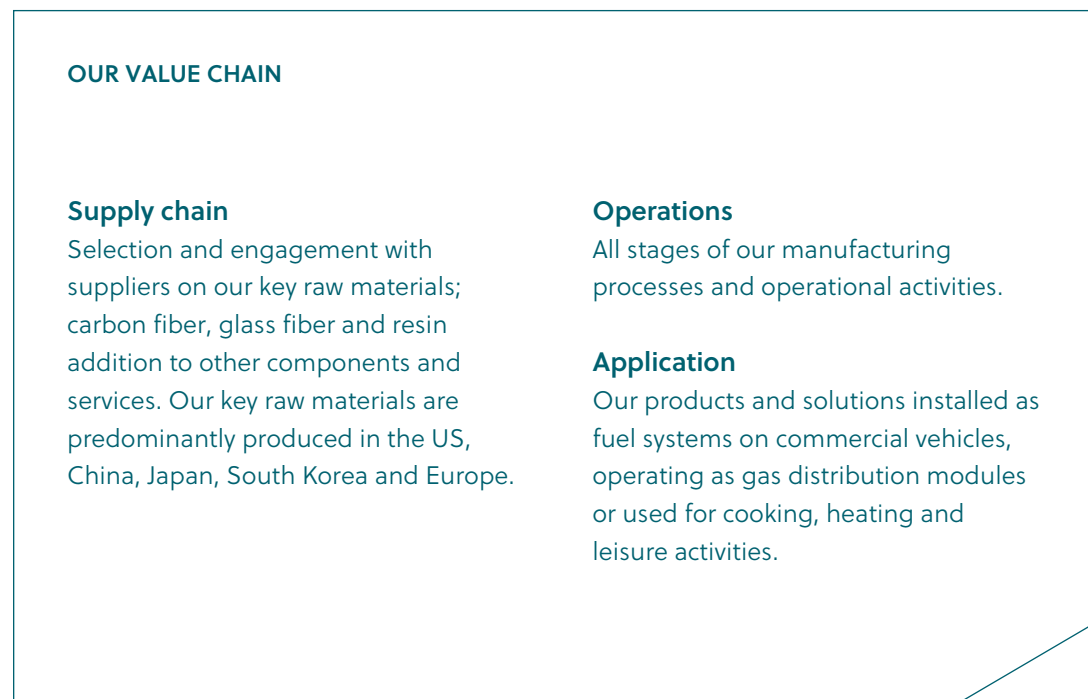 OUR VALUE CHAIN
Supply chain
Selection and engagement with
suppliers on our key raw materials;
carbon fiber, glass fiber and resin
addition to other components and
services. Our key raw materials are
predominantly produced in the US,
China, Japan, South Korea and Europe.
Operations
All stages of our manufacturing
processes and operational activities.
Application
Our products and solutions installed as
fuel systems on commercial vehicles,
operating as gas distribution modules
or used for cooking, heating and
leisure activities.